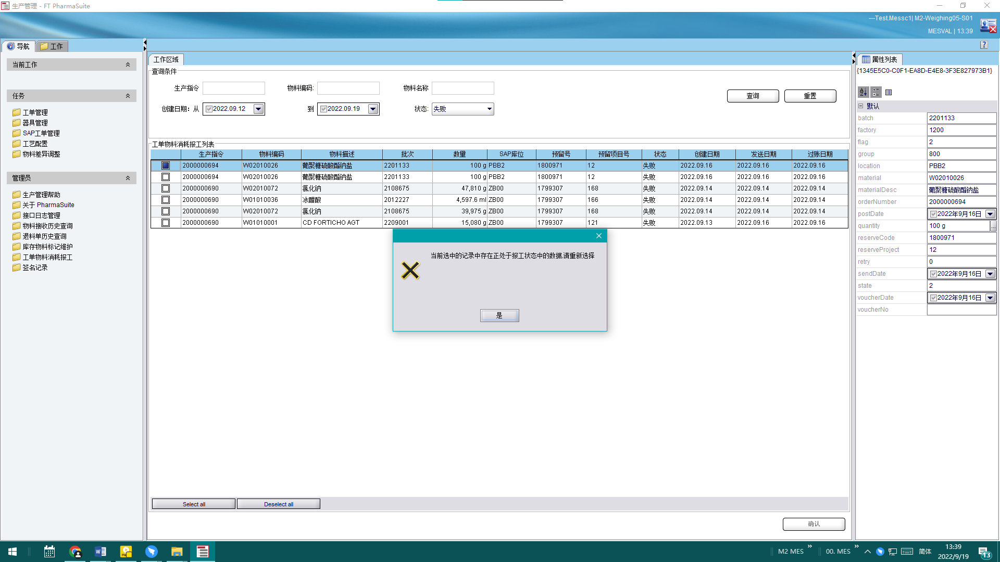 生产管理 - FT PharmaSuite
---Test.Messc1| M2-Weighing05-S01
MESVAL | 13:39
导航
工作
当前工作
任务
工单管理
器具管理
SAP工单管理
工艺配置
物料差异调整
管理员
生产管理帮助
关于 PharmaSuite
接口日志管理
物料接收历史查询
退料单历史查询
库存物料标记维护
工单物料消耗报工
签名记录
工作区域
查询条件
生产指令
物料编码:
物料名称
查询
重置
创建日期：从 2022.09.12
到 2022.09.19
状态: 失败
工单物料消耗报工列表
生产指令 物料编码 物料描述 批次 数量 SAP库位 预留号 预留项目号 状态 创建日期 发送日期 过账日期
2000000694 W02010026 葡聚糖硫酸酯钠盐 2201133 100 g PBB2 1800971 12 失败 2022.09.16 2022.09.16 2022.09.16
2000000694 W02010026 葡聚糖硫酸酯钠盐 2201133 100 g PBB2 1800971 12 失败 2022.09.16 2022.09.16 2022.09.16
2000000690 W02010072 氯化钠 2108675 47,810 g ZB00 1799307 168 失败 2022.09.14 2022.09.14 2022.09.14
2000000690 W01010036 冰醋酸 2012227 4,597.6 ml ZB00 1799307 166 失败 2022.09.14 2022.09.14 2022.09.14
2000000690 W02010072 氯化钠 2108675 39,975 g ZB00 1799307 168 失败 2022.09.14 2022.09.14 2022.09.14
2000000690 W01010001 CD FORTICHO AGT 2209001 15,080 g ZB00 1799307 121 失败 2022.09.13 2022.09.16 2022.09.16
当前选中的记录中存在正处于报工状态中的数据,请重新选择
是
Select all
Deselect all
确认
属性列表
{1345E5C0-C0F1-EA8D-E4E8-3F3E827973B1}
默认
batch 2201133
factory 1200
flag 2
group 800
location PBB2
material W02010026
materialDesc 葡聚糖硫酸酯钠盐
orderNumber 2000000694
postDate 2022年9月16日
quantity 100 g ...
reserveCode 1800971
reserveProject 12
retry 0
sendDate 2022年9月16日
state 2
voucherDate 2022年9月16日
voucherNo
M2 MES
00. MES
简体
13:39
2022/9/19
13